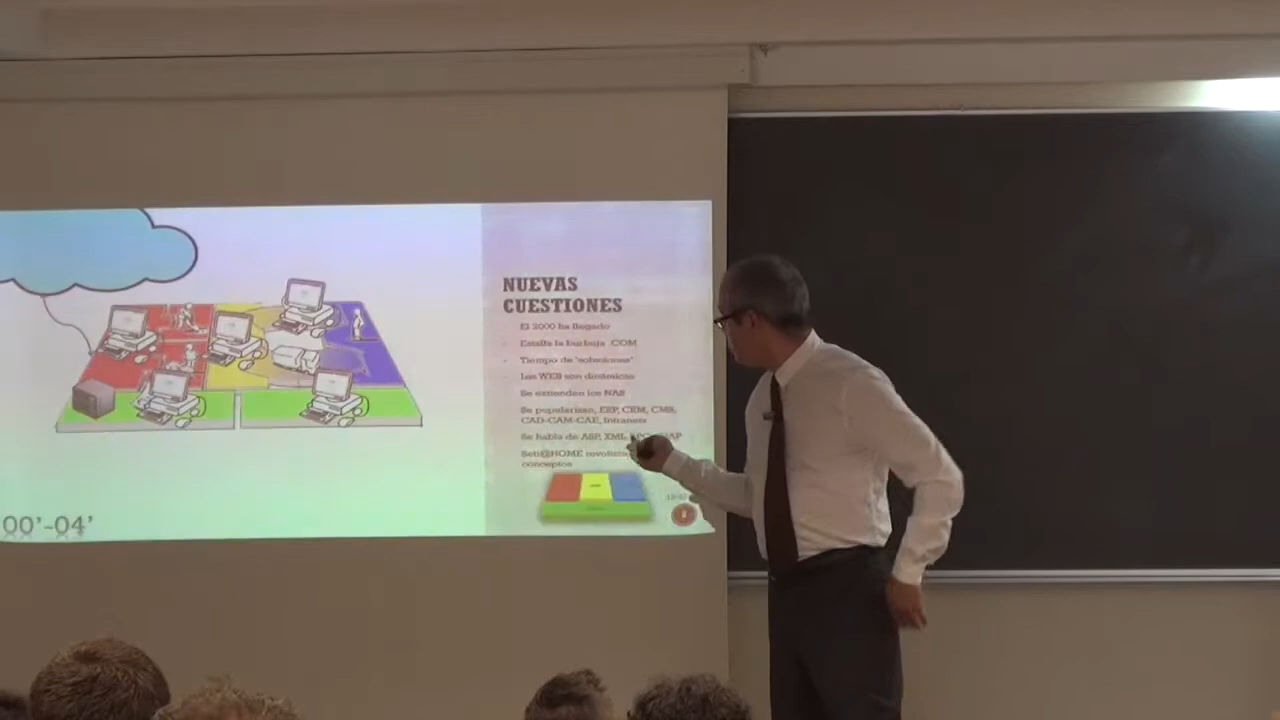 NUEVAS
CUESTIONES
El 2000 ha llegado
Estalla la burbuja .COM
Tiempo de "soluciones"
Las WEB son dinámicas
Se extienden los NAS
Se popularizan, ERP, CRM, CMS,
CAD-CAM-CAE, Intranets
Se habla de ASP, XML
Seti@HOME
conceptos
00'-04'